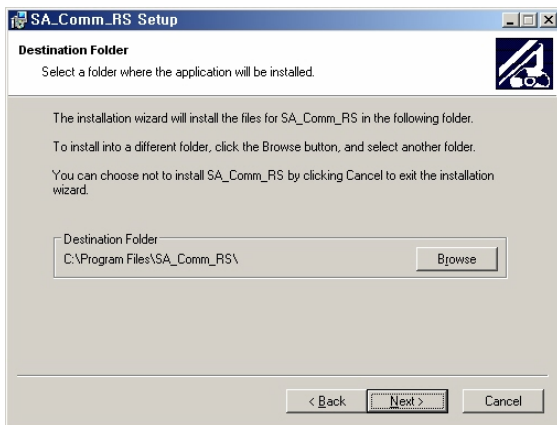 SA_Comm_RS Setup
Destination Folder
Select a folder where the application will be installed.
The installation wizard will install the files for SA_Comm_RS in the following folder.
To install into a different folder, click the Browse button, and select another folder.
You can choose not to install SA_Comm_RS by clicking Cancel to exit the installation
wizard.
Destination Folder
C:\Program Files\SA_Comm_RS\
Browse
< Back
Next >
Cancel